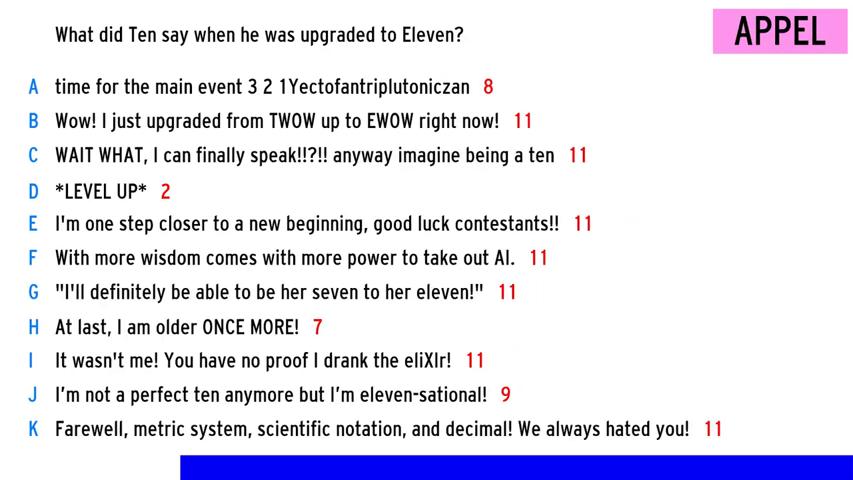 What did Ten say when he was upgraded to Eleven?
APPEL
A time for the main event 3 2 1Yectofantriplutoniczan 8
B Wow! I just upgraded from TWOW up to EWOW right now! 11
C WAIT WHAT, I can finally speak!!?!! anyway imagine being a ten 11
D *LEVEL UP* 2
E I'm one step closer to a new beginning, good luck contestants!! 11
F With more wisdom comes with more power to take out AI. 11
G "I'll definitely be able to be her seven to her eleven!" 11
H At last, I am older ONCE MORE! 7
I It wasn't me! You have no proof I drank the eliXIr! 11
J I’m not a perfect ten anymore but I’m eleven-sational! 9
K Farewell, metric system, scientific notation, and decimal! We always hated you! 11